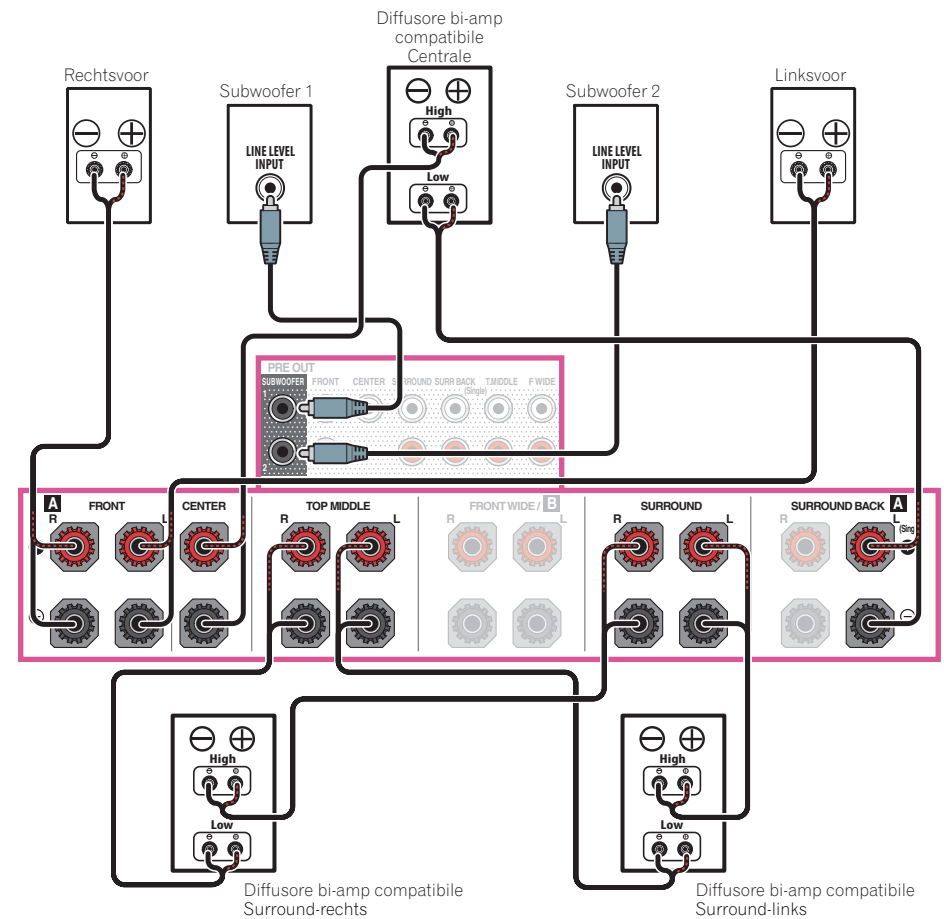 Diffusore bi-amp
compatibile
Centrale
Rechtsvoor
Subwoofer 1
Subwoofer 2
Linksvoor
High
LINE LEVEL
INPUT
LINE LEVEL
INPUT
Low
PRE OUT
SUBWOOFER FRONT CENTER SURROUND SURR BACK T.MIDDLE F WIDE
(Single)
1
2
A FRONT CENTER TOP MIDDLE FRONT WIDE / B SURROUND SURROUND BACK A
R L R L R L R L R L
(Sing
High
High
Low
Low
Diffusore bi-amp compatibile
Surround-rechts
Diffusore bi-amp compatibile
Surround-links